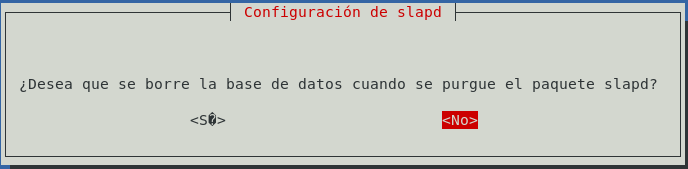 Configuración de slapd
¿Desea que se borre la base de datos cuando se purgue el paquete slapd?
<S�> <No>